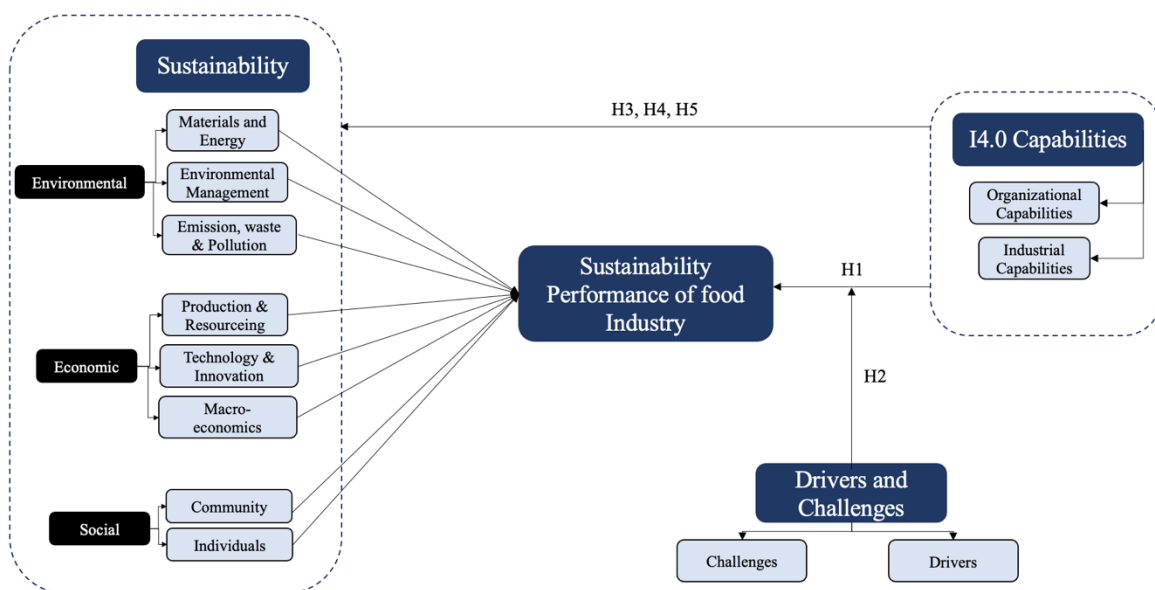 Sustainability
Materials and
Energy
Environmental
Environmental
Management
Emission, waste
& Pollution
Production &
Resourceing
Economic
Technology &
Innovation
Macro-
economics
Community
Social
Individuals
Sustainability
Performance of food
Industry
H3, H4, H5
H1
H2
I4.0 Capabilities
Organizational
Capabilities
Industrial
Capabilities
Drivers and
Challenges
Challenges
Drivers